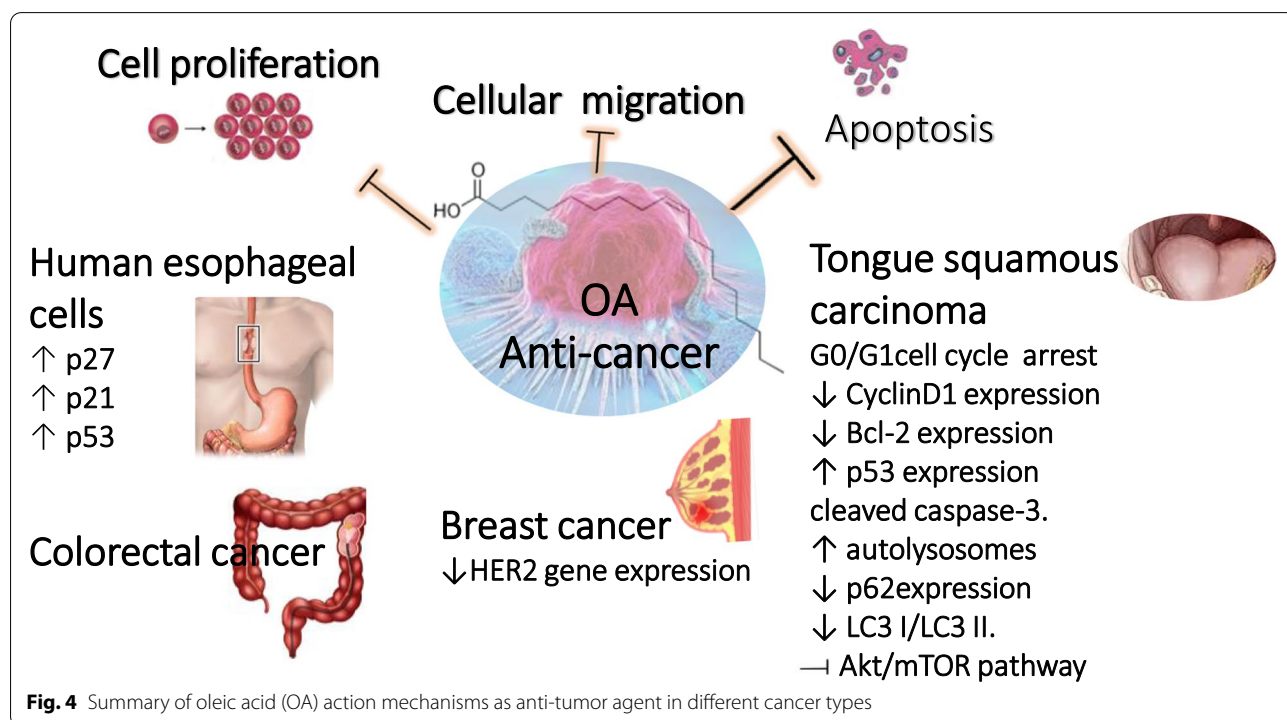 Cell proliferation
Cellular  migration
Apoptosis
O
HO
OA
Anti-cancer
Human esophageal
cells
↑ p27
↑ p21
↑ p53
Colorectal cancer
Breast cancer
↓HER2 gene expression
Tongue squamous
carcinoma
G0/G1cell cycle  arrest
↓ CyclinD1 expression
↓ Bcl-2 expression
↑ p53 expression
cleaved caspase-3.
↑ autolysosomes
↓ p62expression
↓ LC3 I/LC3 II.
⊣ Akt/mTOR pathway
Fig. 4 Summary of oleic acid (OA) action mechanisms as anti-tumor agent in different cancer types